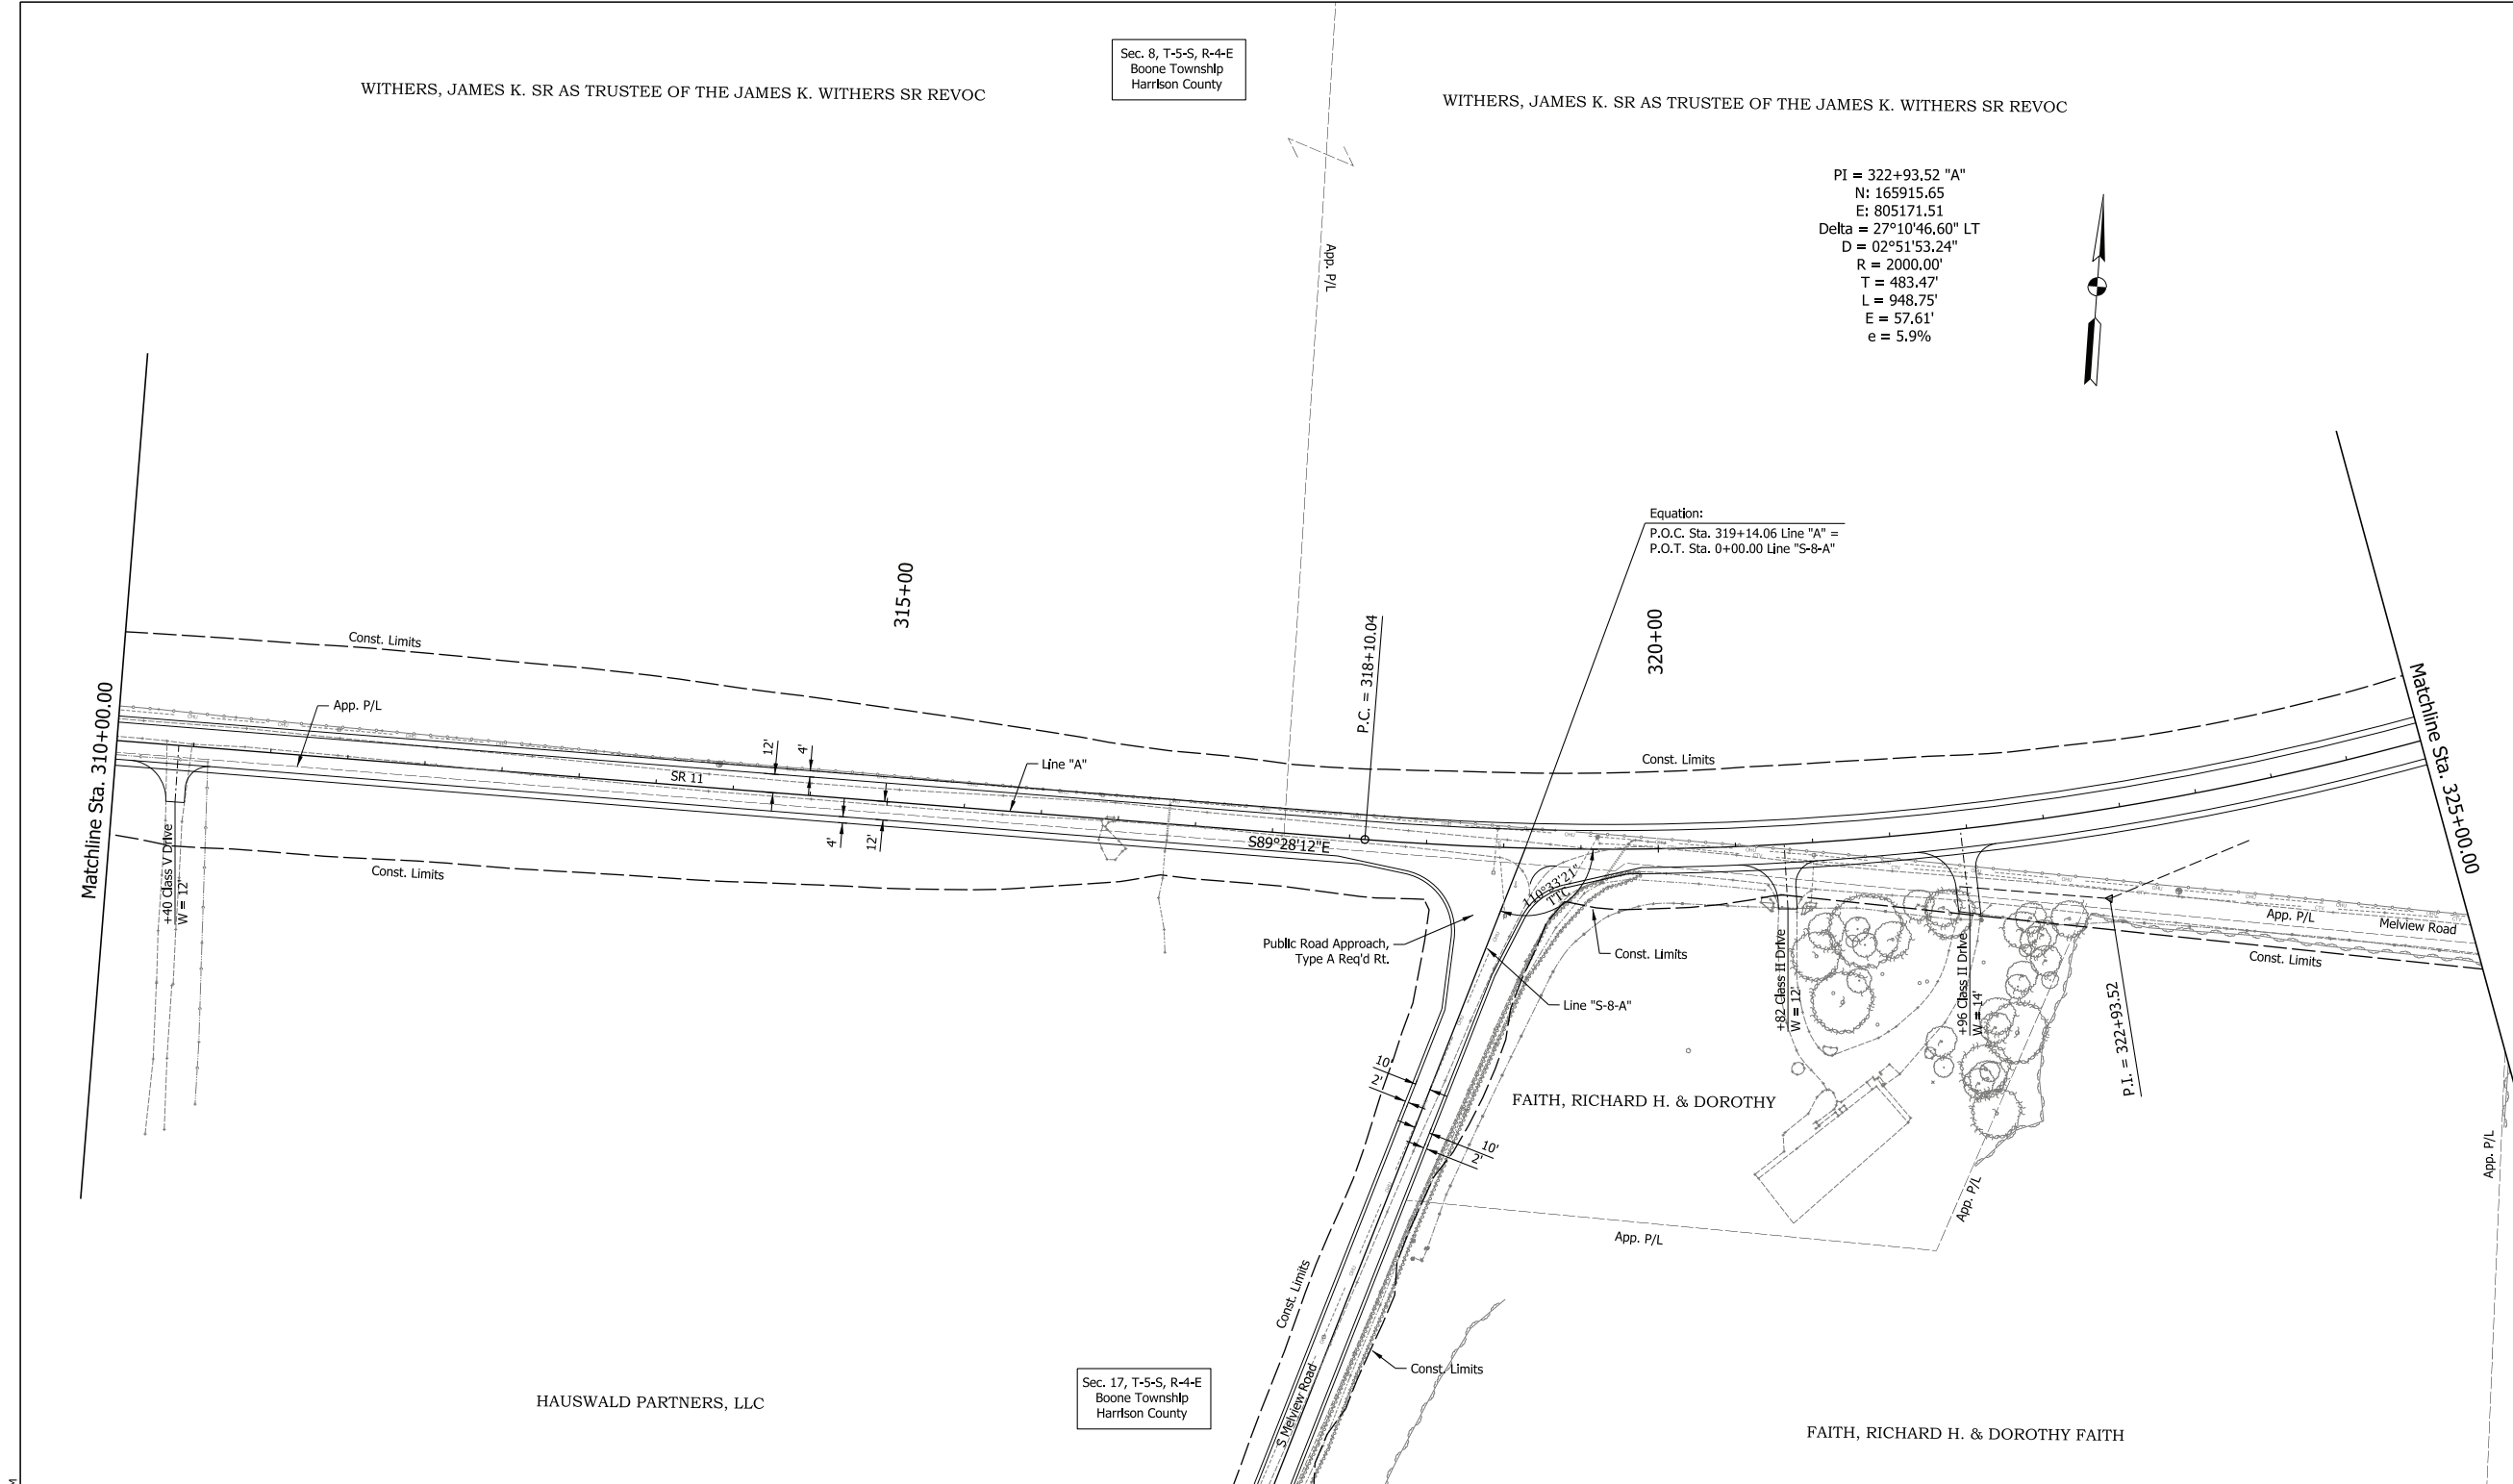 Sec. 8, T-5-S, R-4-E
Boone Township
Harrison County
WITHERS, JAMES K. SR AS TRUSTEE OF THE JAMES K. WITHERS SR REVOC
WITHERS, JAMES K. SR AS TRUSTEE OF THE JAMES K. WITHERS SR REVOC
PI = 322+93.52 "A"
N: 165915.65
E: 805171.51
Delta = 27°10'46.60" LT
D = 02°51'53.24"
R = 2000.00'
T = 483.47'
L = 948.75'
E = 57.61'
e = 5.9%
App. P/L
Equation:
P.O.C. Sta. 319+14.06 Line "A" =
P.O.T. Sta. 0+00.00 Line "S-8-A"
315+00
320+00
P.C. = 318+10.04
Const. Limits
Matchline Sta. 310+00.00
App. P/L
12'
4'
Line "A"
SR 11
Const. Limits
Matchline Sta. 325+00.00
4'
12'
S89°28'12"E
Const. Limits
+40 Class V Drive
W = 12'
110°33'21"
TTC
Public Road Approach,
Type A Req'd Rt.
Const. Limits
Line "S-8-A"
+82 Class II Drive
W = 12'
+96 Class II Drive
W = 14'
App. P/L
Melview Road
Const. Limits
P.I. = 322+93.52
10'
2'
10'
2'
FAITH, RICHARD H. & DOROTHY
App. P/L
App. P/L
App. P/L
Const. Limits
Const. Limits
S Melview Road
HAUSWALD PARTNERS, LLC
Sec. 17, T-5-S, R-4-E
Boone Township
Harrison County
FAITH, RICHARD H. & DOROTHY FAITH